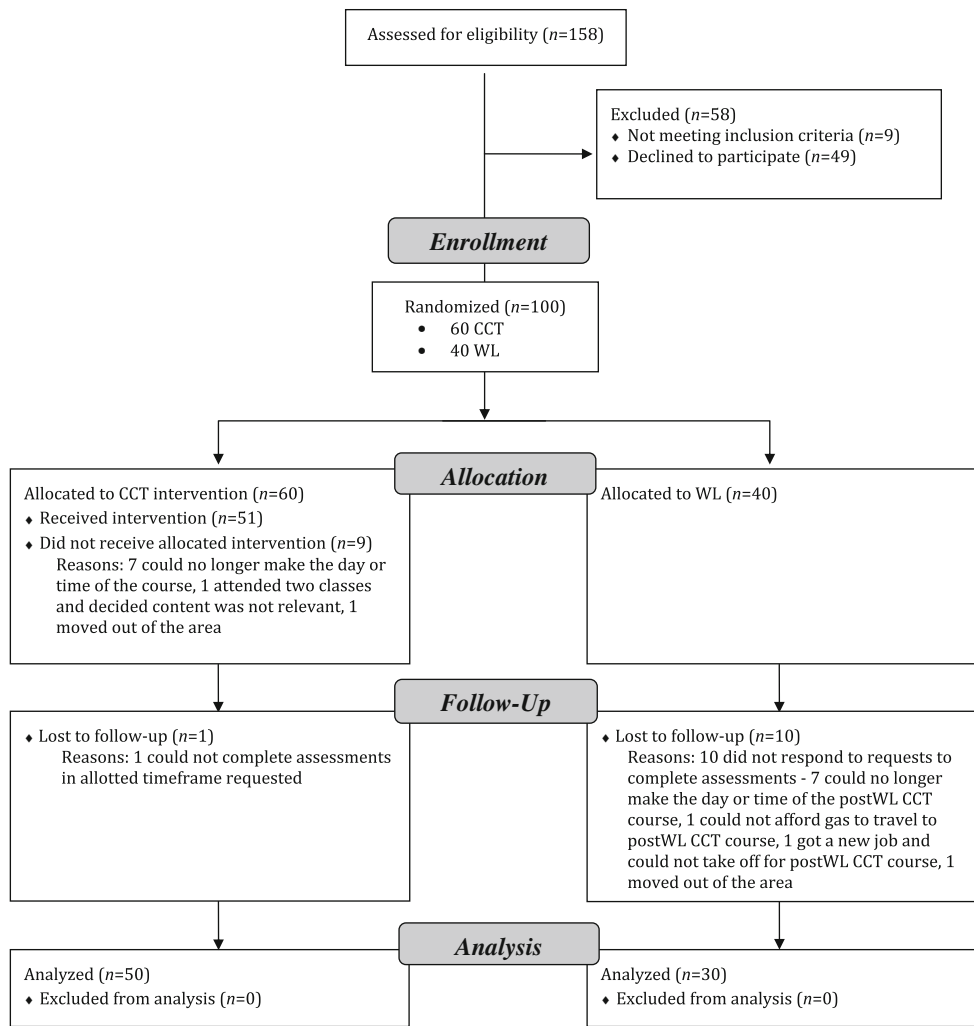 Assessed for eligibility (n=158)
Excluded (n=58)
♦ Not meeting inclusion criteria (n=9)
♦ Declined to participate (n=49)
Enrollment
Randomized (n=100)
• 60 CCT
• 40 WL
Allocation
Allocated to CCT intervention (n=60)
♦ Received intervention (n=51)
♦ Did not receive allocated intervention (n=9)
Reasons: 7 could no longer make the day or
time of the course, 1 attended two classes
and decided content was not relevant, 1
moved out of the area
Allocated to WL (n=40)
Follow-Up
♦ Lost to follow-up (n=1)
Reasons: 1 could not complete assessments
in allotted timeframe requested
♦ Lost to follow-up (n=10)
Reasons: 10 did not respond to requests to
complete assessments - 7 could no longer
make the day or time of the postWL CCT
course, 1 could not afford gas to travel to
postWL CCT course, 1 got a new job and
could not take off for postWL CCT course, 1
moved out of the area
Analysis
Analyzed (n=50)
♦ Excluded from analysis (n=0)
Analyzed (n=30)
♦ Excluded from analysis (n=0)